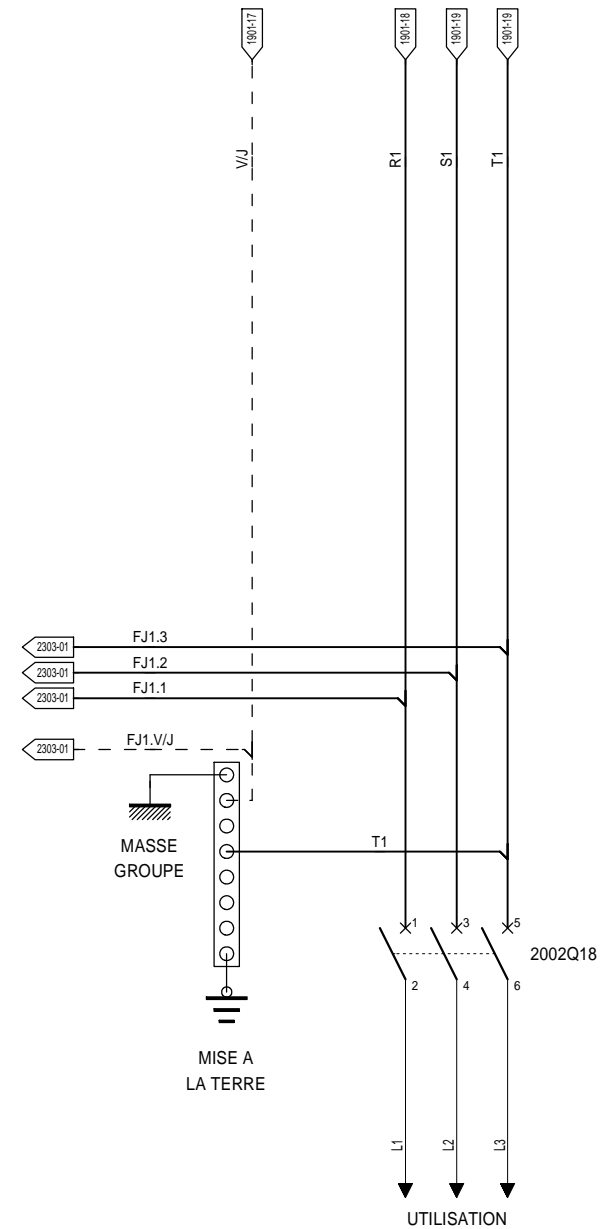 1901-17
1901-18
1901-19
1901-19
V/J
R1
S1
T1
2303-01
FJ1.3
2303-01
FJ1.2
2303-01
FJ1.1
2303-01
FJ1.V/J
MASSE
GROUPE
T1
1
3
5
2002Q18
2
4
6
MISE A
LA TERRE
L1
L2
L3
UTILISATION